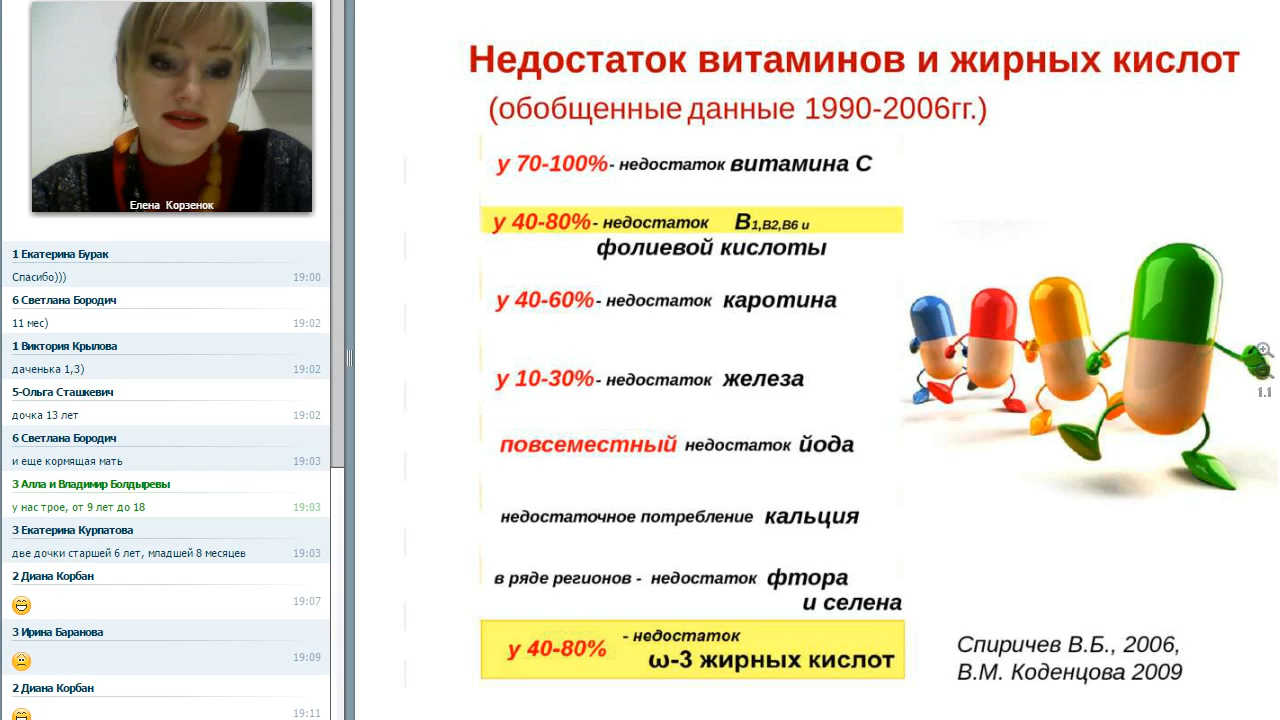 Елена Корзенок
1 Екатерина Бурак
Спасибо))) 19:00
6 Светлана Бородич
11 мес) 19:02
1 Виктория Крылова
даченька 1,3) 19:02
5-Ольга Сташкевич
дочка 13 лет 19:02
6 Светлана Бородич
и еще кормящая мать 19:03
3 Алла и Владимир Болдыревы
у нас трое, от 9 лет до 18 19:03
3 Екатерина Курпатова
две дочки старшей 6 лет, младшей 8 месяцев 19:03
2 Диана Корбан
19:07
3 Ирина Баранова
19:09
2 Диана Корбан
19:11
Недостаток витаминов и жирных кислот
(обобщенные данные 1990-2006гг.)
у 70-100% - недостаток витамина С
у 40-80% - недостаток В1,В2,В6 и
фолиевой кислоты
у 40-60% - недостаток каротина
у 10-30% - недостаток железа
повсеместный недостаток йода
недостаточное потребление кальция
в ряде регионов - недостаток фтора
и селена
у 40-80% - недостаток
ω-3 жирных кислот
Спиричев В.Б., 2006,
В.М. Коденцова 2009
1.1